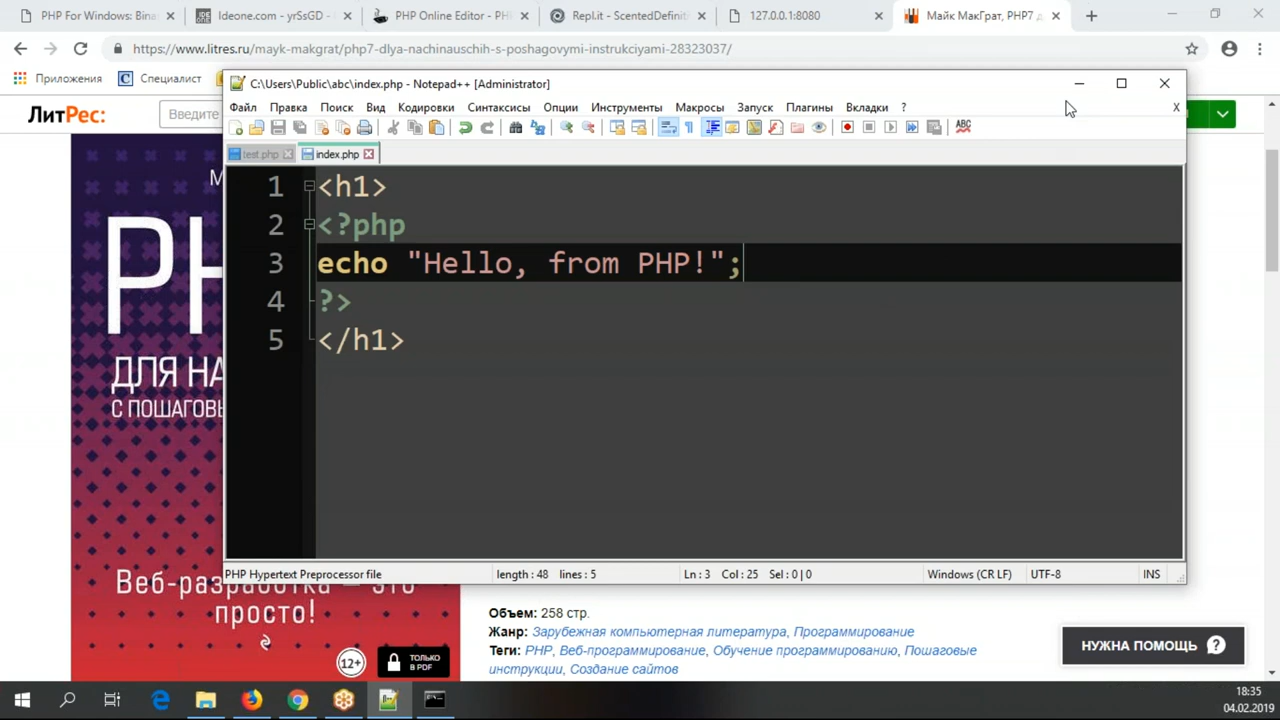 PHP For Windows: Bina
Ideone.com - yrSsGD -
PHP Online Editor - PH
Repl.it - ScentedDefinit
127.0.0.1:8080
Майк МакГрат, PHP7 д
https://www.litres.ru/mayk-makgrat/php7-dlya-nachinauschih-s-poshagovymi-instrukciyami-28323037/
Приложения
Специалист
ЛитРес:
Введите
C:\Users\Public\abc\index.php - Notepad++ [Administrator]
Файл Правка Поиск Вид Кодировки Синтаксисы Опции Инструменты Макросы Запуск Плагины Вкладки ? X
ABC
test.php
index.php
1 <h1>
2 <?php
3 echo "Hello, from PHP!";
4 ?>
5 </h1>
PHP Hypertext Preprocessor file length : 48 lines : 5 Ln : 3 Col : 25 Sel : 0 | 0 Windows (CR LF) UTF-8 INS
М
PH
ДЛЯ НА
С ПОШАГОВЫ
Веб-разработка — это
просто!
12+
ТОЛЬКО
В PDF
Объем: 258 стр.
Жанр: Зарубежная компьютерная литература, Программирование
Теги: PHP, Веб-программирование, Обучение программированию, Пошаговые
инструкции, Создание сайтов
НУЖНА ПОМОЩЬ ?
18:35
04.02.2019